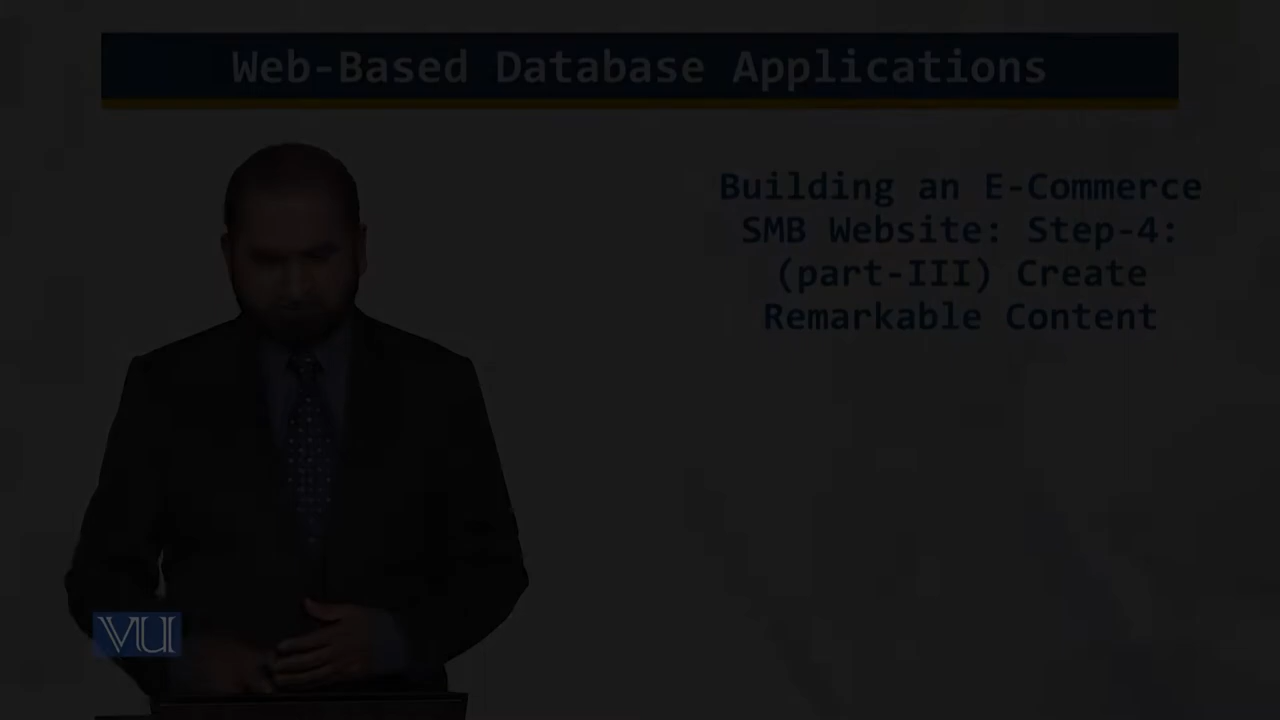 Web-Based Database Applications
Building an E-Commerce
SMB Website: Step-4:
(part-III) Create
Remarkable Content
VU